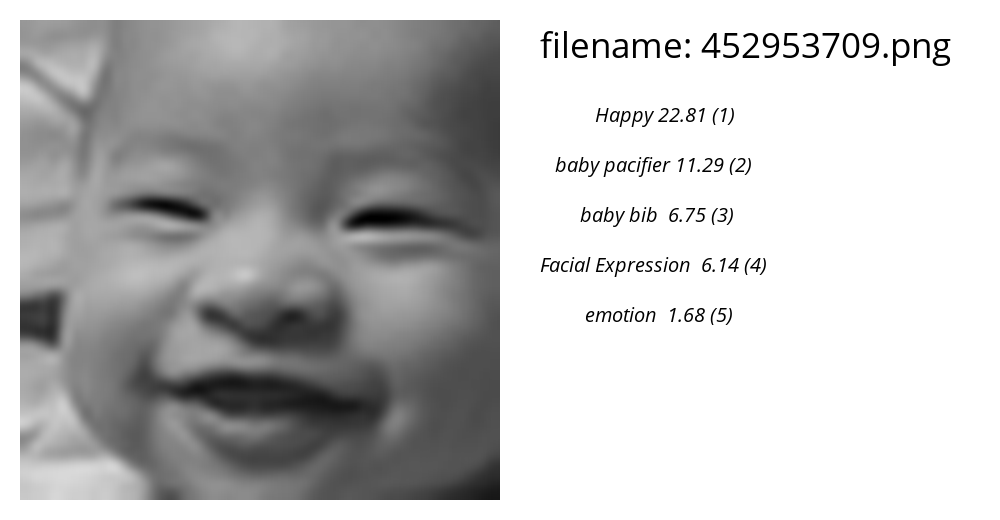 filename: 452953709.png
Happy 22.81 (1)
baby pacifier 11.29 (2)
baby bib  6.75 (3)
Facial Expression  6.14 (4)
emotion  1.68 (5)